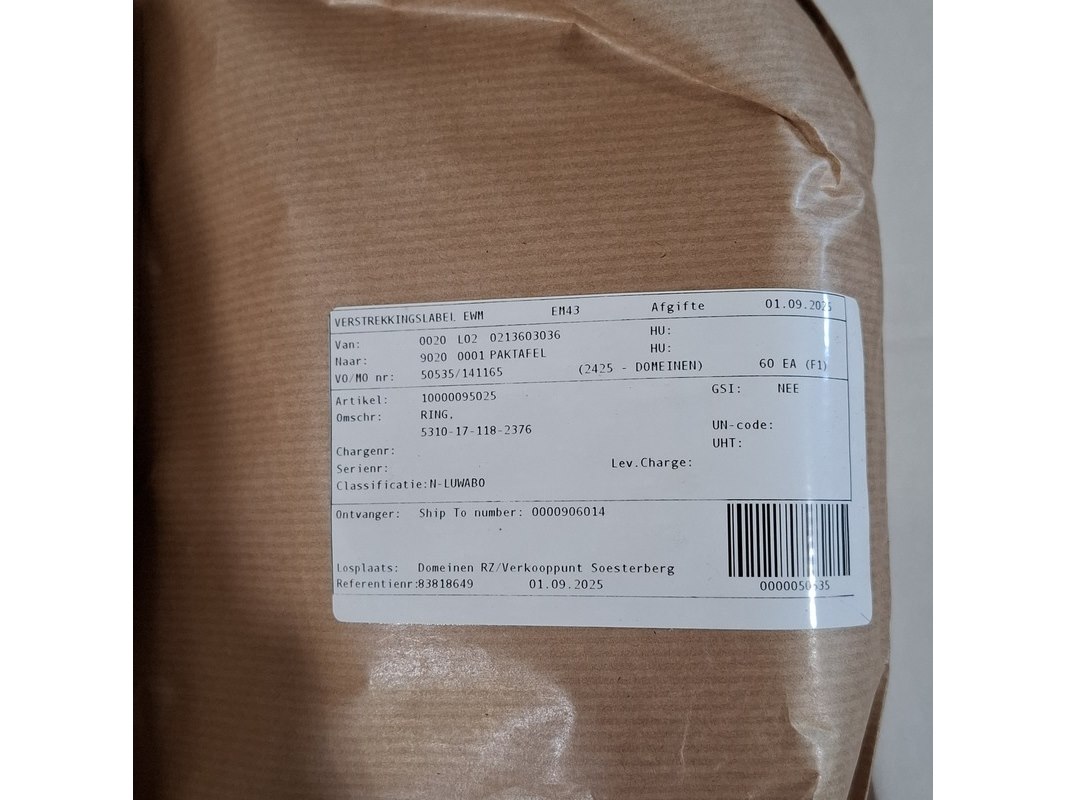 VERSTREKKINGSLABEL EWM EM43 Afgifte 01.09.2025
Van: 0020 L02 0213603036 HU:
Naar: 9020 0001 PAKTAFEL HU:
VO/MO nr: 50535/141165 (2425 - DOMEINEN) 60 EA (F1)
Artikel: 10000095025 GSI: NEE
Omschr: RING,
5310-17-118-2376 UN-code:
UHT:
Chargenr:
Serienr: Lev.Charge:
Classificatie:N-LUWABO
Ontvanger: Ship To number: 0000906014
Losplaats: Domeinen RZ/Verkooppunt Soesterberg
Referentienr:83818649 01.09.2025 0000050535